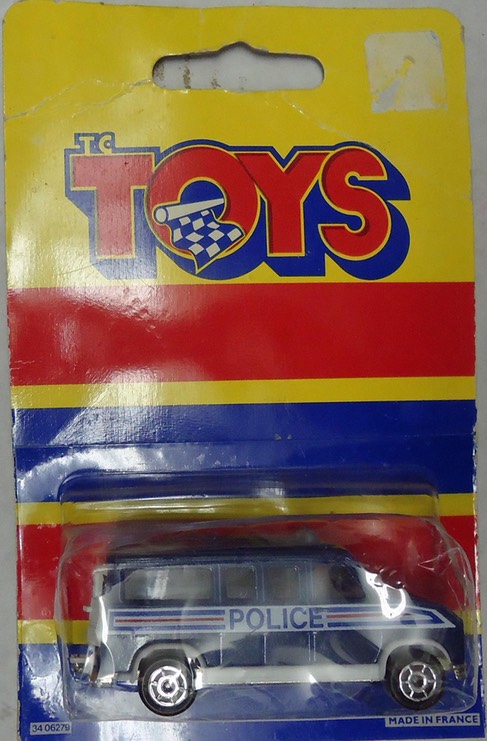 TC
TOYS
POLICE
34 06279
MADE IN FRANCE